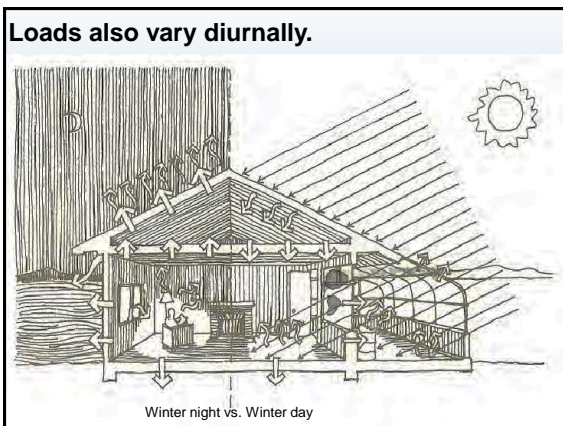 Loads also vary diurnally.
Winter night vs. Winter day